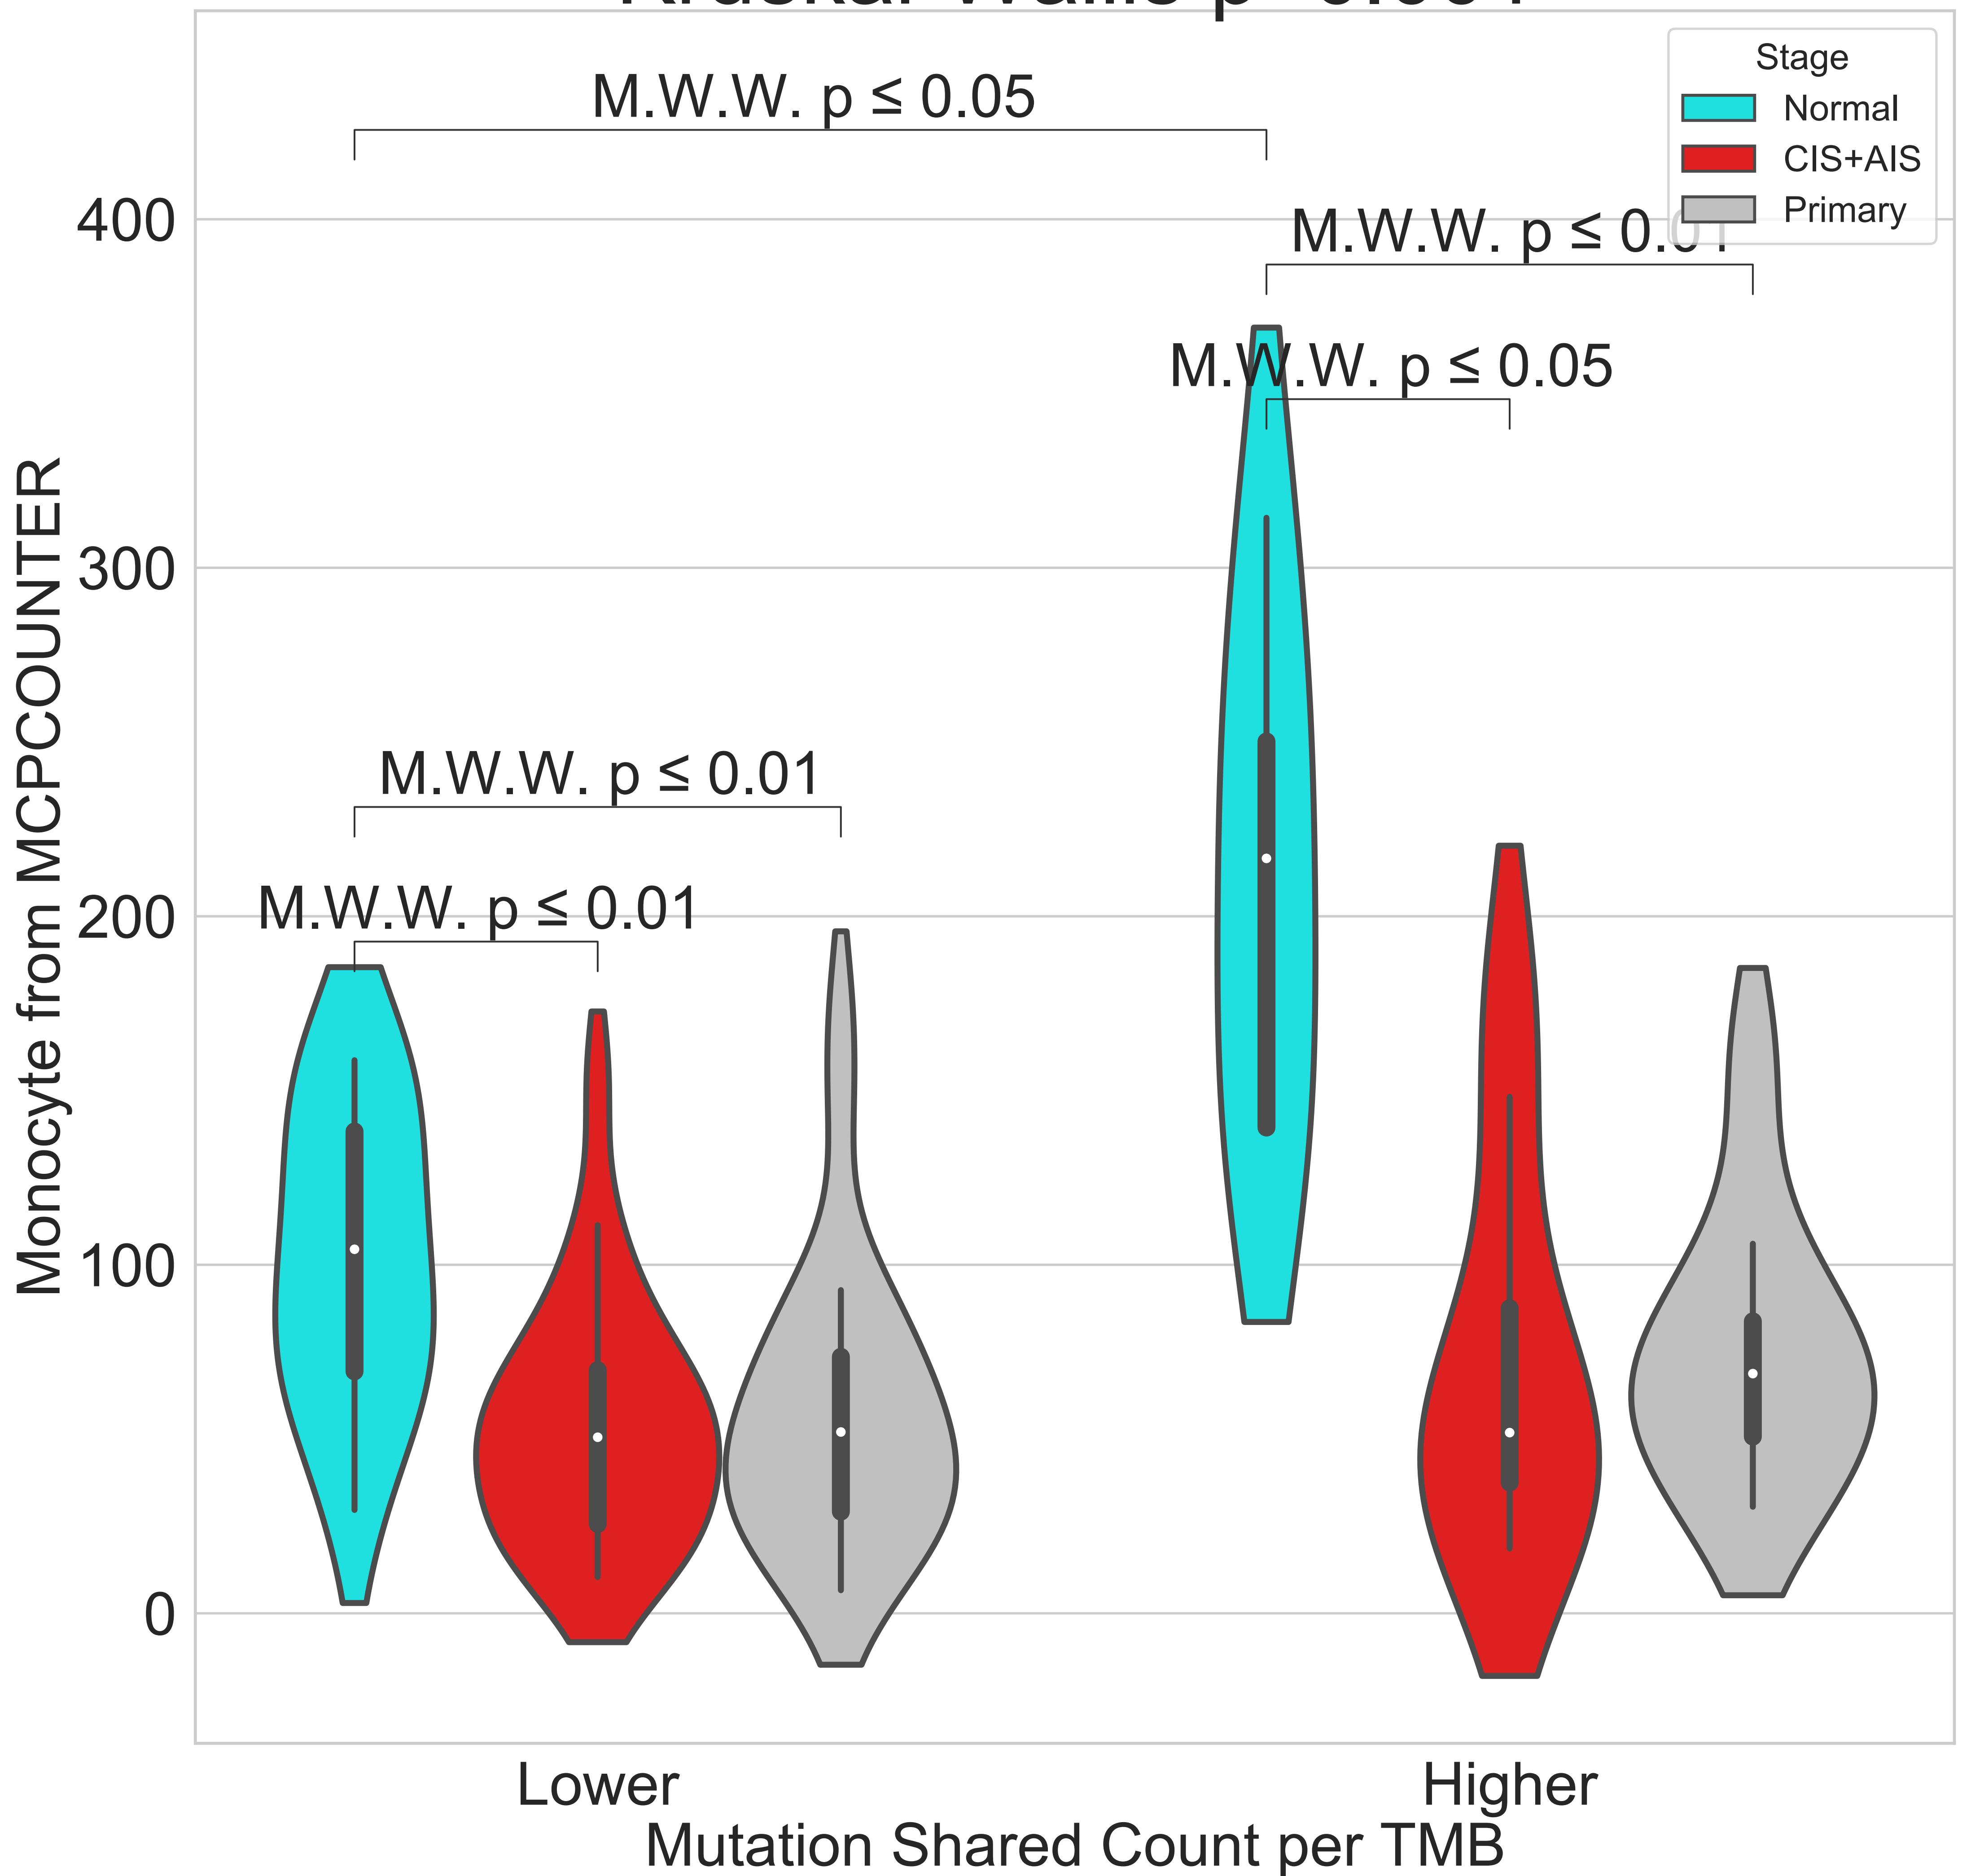 M.W.W. p ≤ 0.05
Stage
Normal
CIS+AIS
Primary
400
M.W.W. p ≤ 0.01
M.W.W. p ≤ 0.05
300
M.W.W. p ≤ 0.01
200
M.W.W. p ≤ 0.01
100
0
Monocyte from MCPCOUNTER
Lower
Higher
Mutation Shared Count per TMB